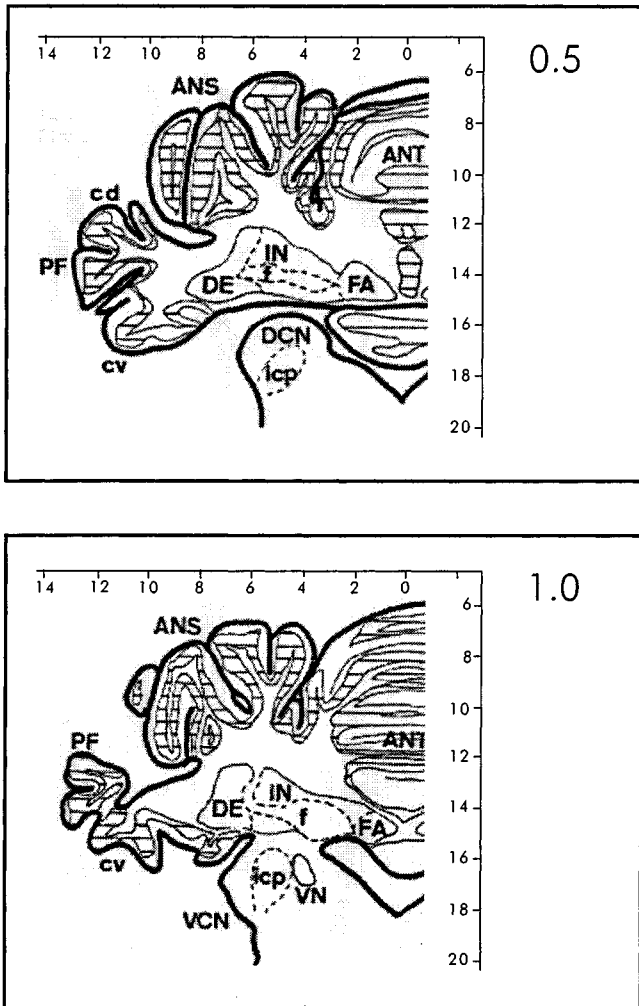 14 12 10 8 6 4 2 0
0.5
6
ANS
8
ANT
10
cd
12
IN
PF
f
14
DE FA
16
DCN
cv
icp
18
20
14 12 10 8 6 4 2 0
1.0
6
ANS
8
10
PF ANT
12
IN
DE f
14
FA
16
cv icp
VN
VCN
18
20